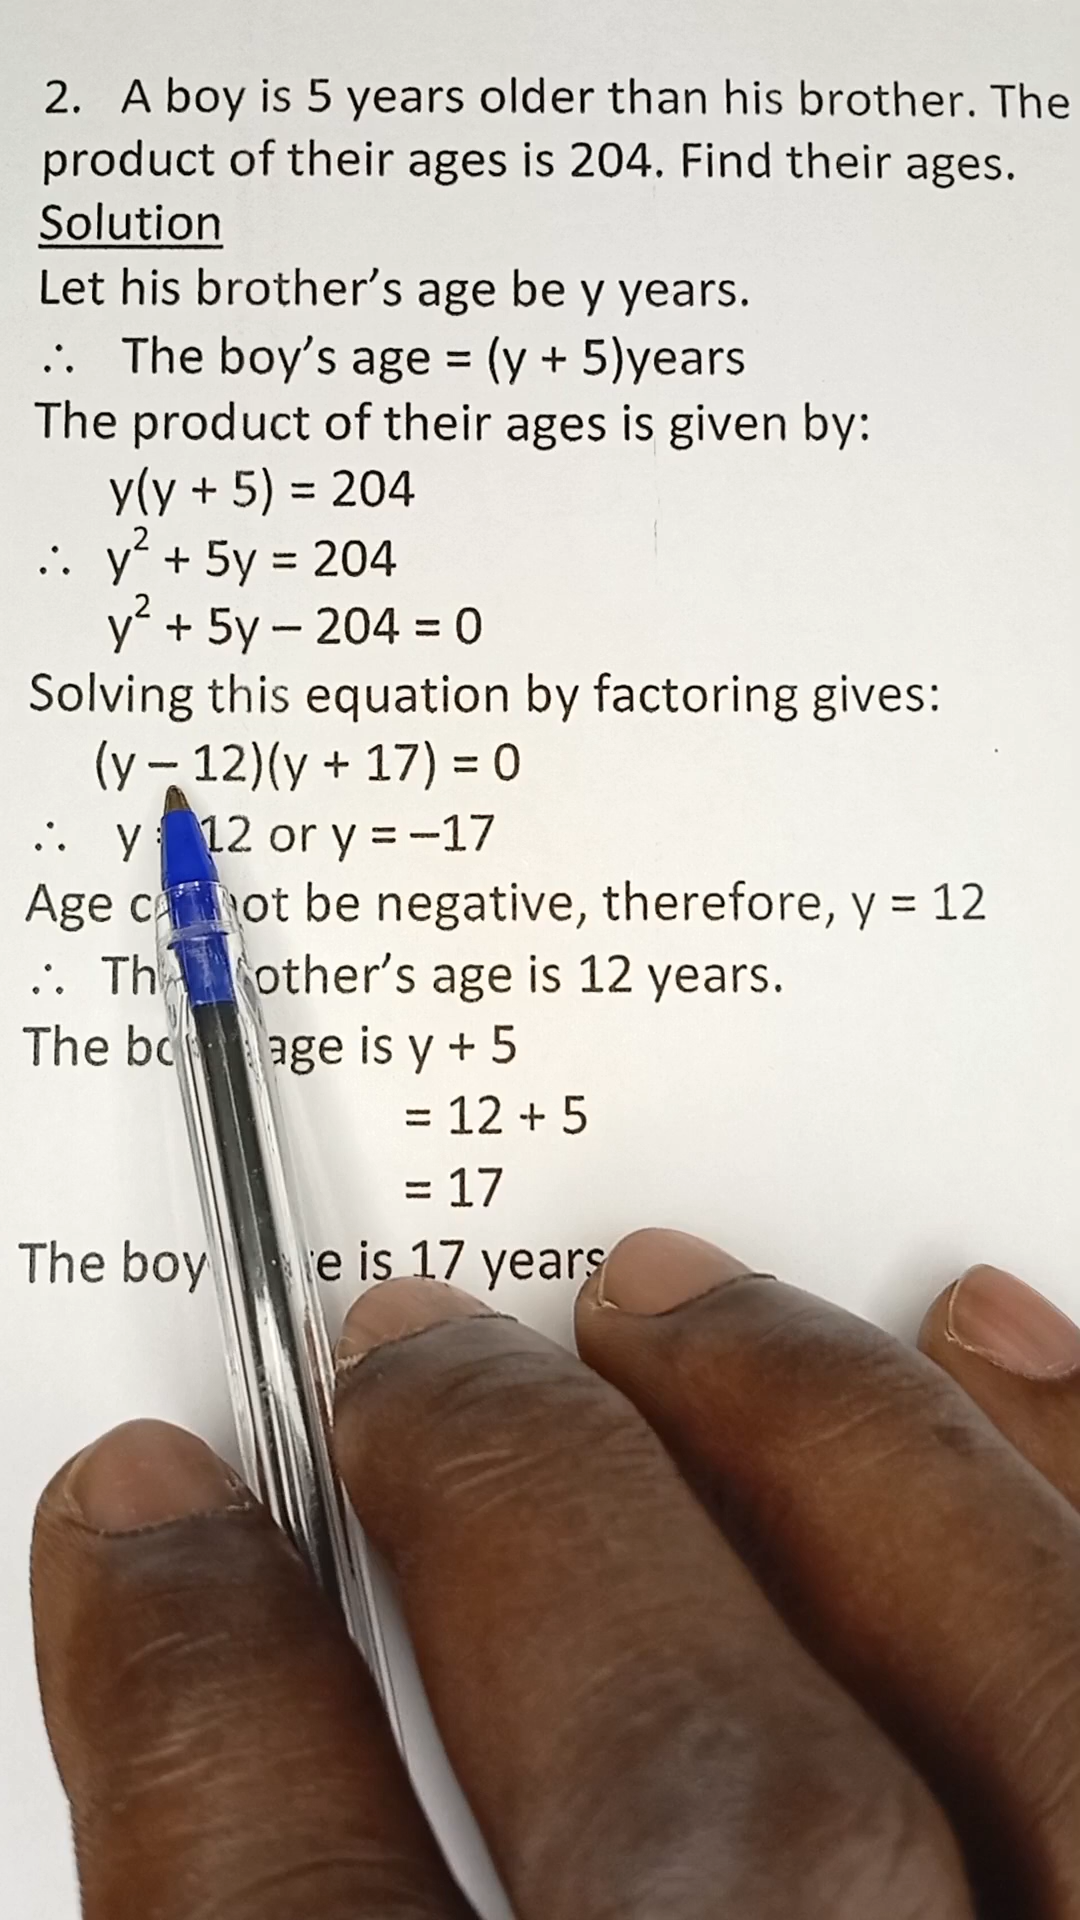 2. A boy is 5 years older than his brother. The
product of their ages is 204. Find their ages.
Solution
Let his brother's age be y years.
∴ The boy's age = (y + 5)years
The product of their ages is given by:
y(y + 5) = 204
∴ y² + 5y = 204
y² + 5y – 204 = 0
Solving this equation by factoring gives:
(y – 12)(y + 17) = 0
∴ y = 12 or y = –17
Age cannot be negative, therefore, y = 12
∴ other's age is 12 years.
The age is y + 5
= 12 + 5
= 17
The boy is 17 years